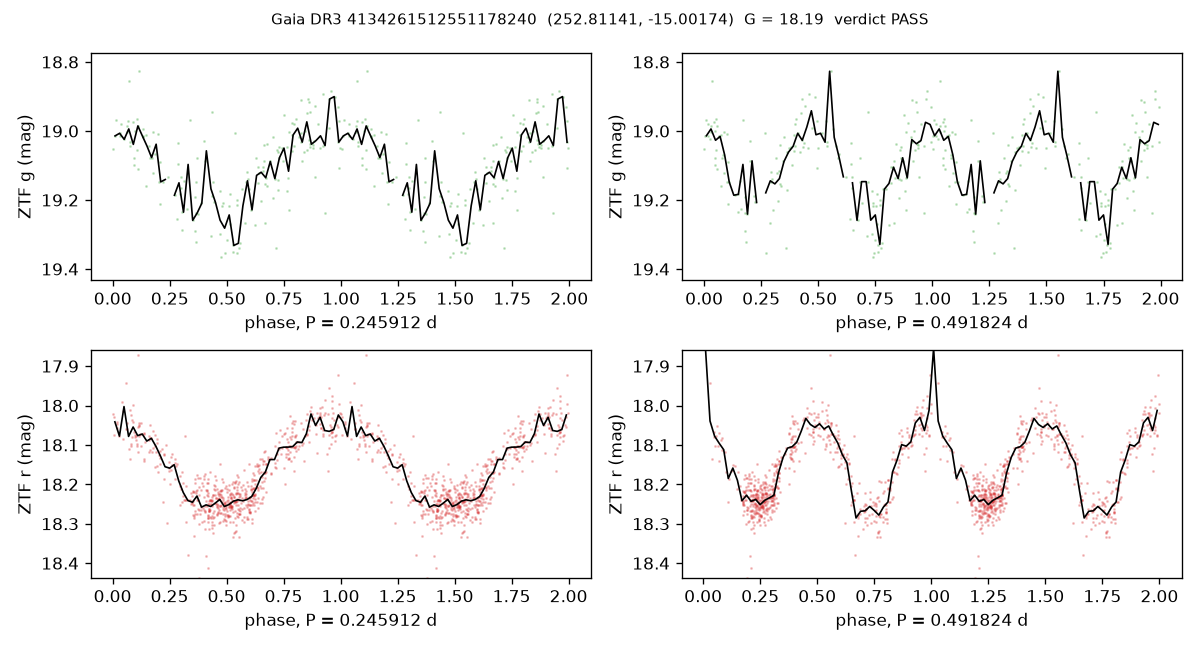 Gaia DR3 4134261512551178240  (252.81141, -15.00174)  G = 18.19  verdict PASS
ZTF g (mag)
18.8
19.0
19.2
19.4
0.00 0.25 0.50 0.75 1.00 1.25 1.50 1.75 2.00
phase, P = 0.245912 d
ZTF g (mag)
18.8
19.0
19.2
19.4
0.00 0.25 0.50 0.75 1.00 1.25 1.50 1.75 2.00
phase, P = 0.491824 d
ZTF r (mag)
17.9
18.0
18.1
18.2
18.3
18.4
0.00 0.25 0.50 0.75 1.00 1.25 1.50 1.75 2.00
phase, P = 0.245912 d
ZTF r (mag)
17.9
18.0
18.1
18.2
18.3
18.4
0.00 0.25 0.50 0.75 1.00 1.25 1.50 1.75 2.00
phase, P = 0.491824 d